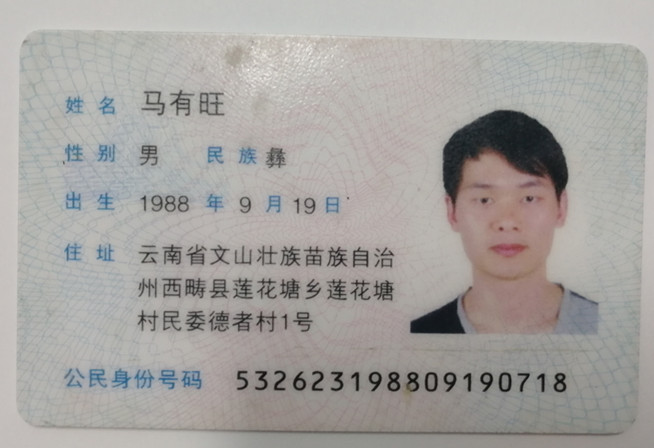 姓名 马有旺
性别 男 民族 彝
出生 1988 年 9 月 19 日
住址 云南省文山壮族苗族自治
州西畴县莲花塘乡莲花塘
村民委德者村1号
公民身份号码 532623198809190718